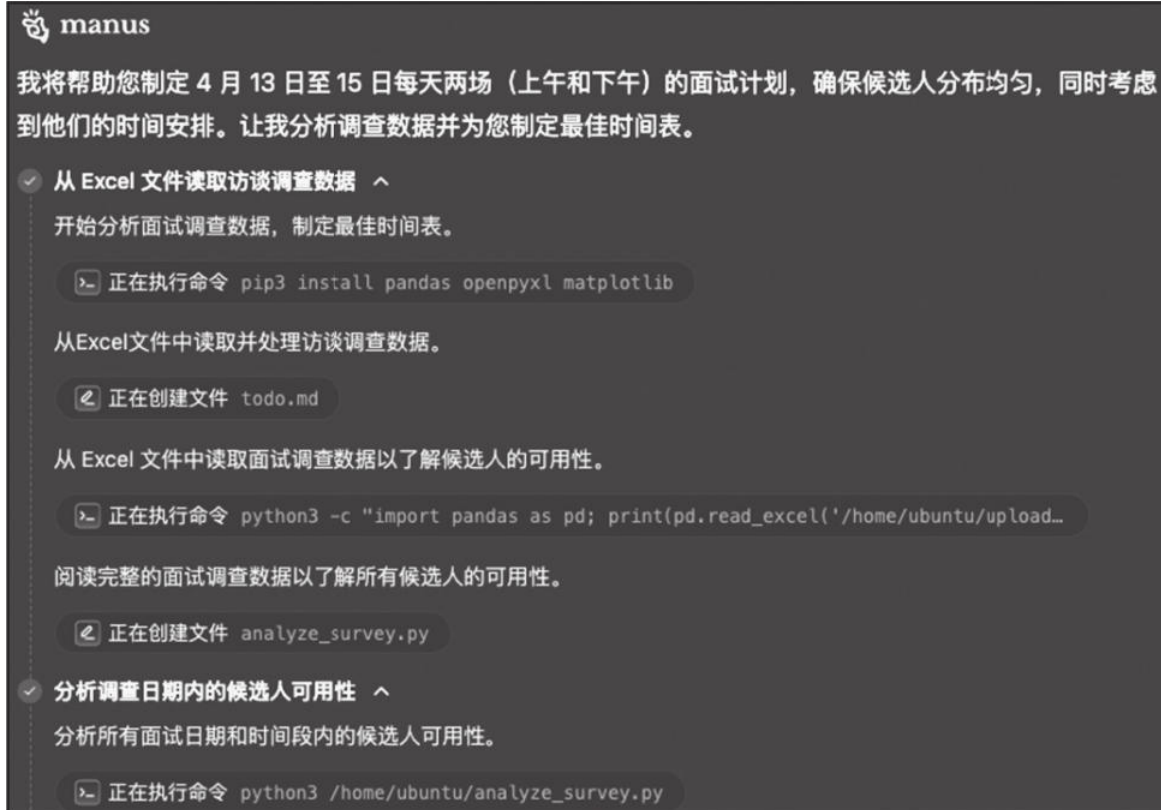 manus
我将帮助您制定 4 月 13 日至 15 日每天两场（上午和下午）的面试计划，确保候选人分布均匀，同时考虑
到他们的时间安排。让我分析调查数据并为您制定最佳时间表。
从 Excel 文件读取访谈调查数据
开始分析面试调查数据，制定最佳时间表。
正在执行命令 pip3 install pandas openpyxl matplotlib
从Excel文件中读取并处理访谈调查数据。
正在创建文件 todo.md
从 Excel 文件中读取面试调查数据以了解候选人的可用性。
正在执行命令 python3 -c "import pandas as pd; print(pd.read_excel('/home/ubuntu/upload…
阅读完整的面试调查数据以了解所有候选人的可用性。
正在创建文件 analyze_survey.py
分析调查日期内的候选人可用性
分析所有面试日期和时间段内的候选人可用性。
正在执行命令 python3 /home/ubuntu/analyze_survey.py